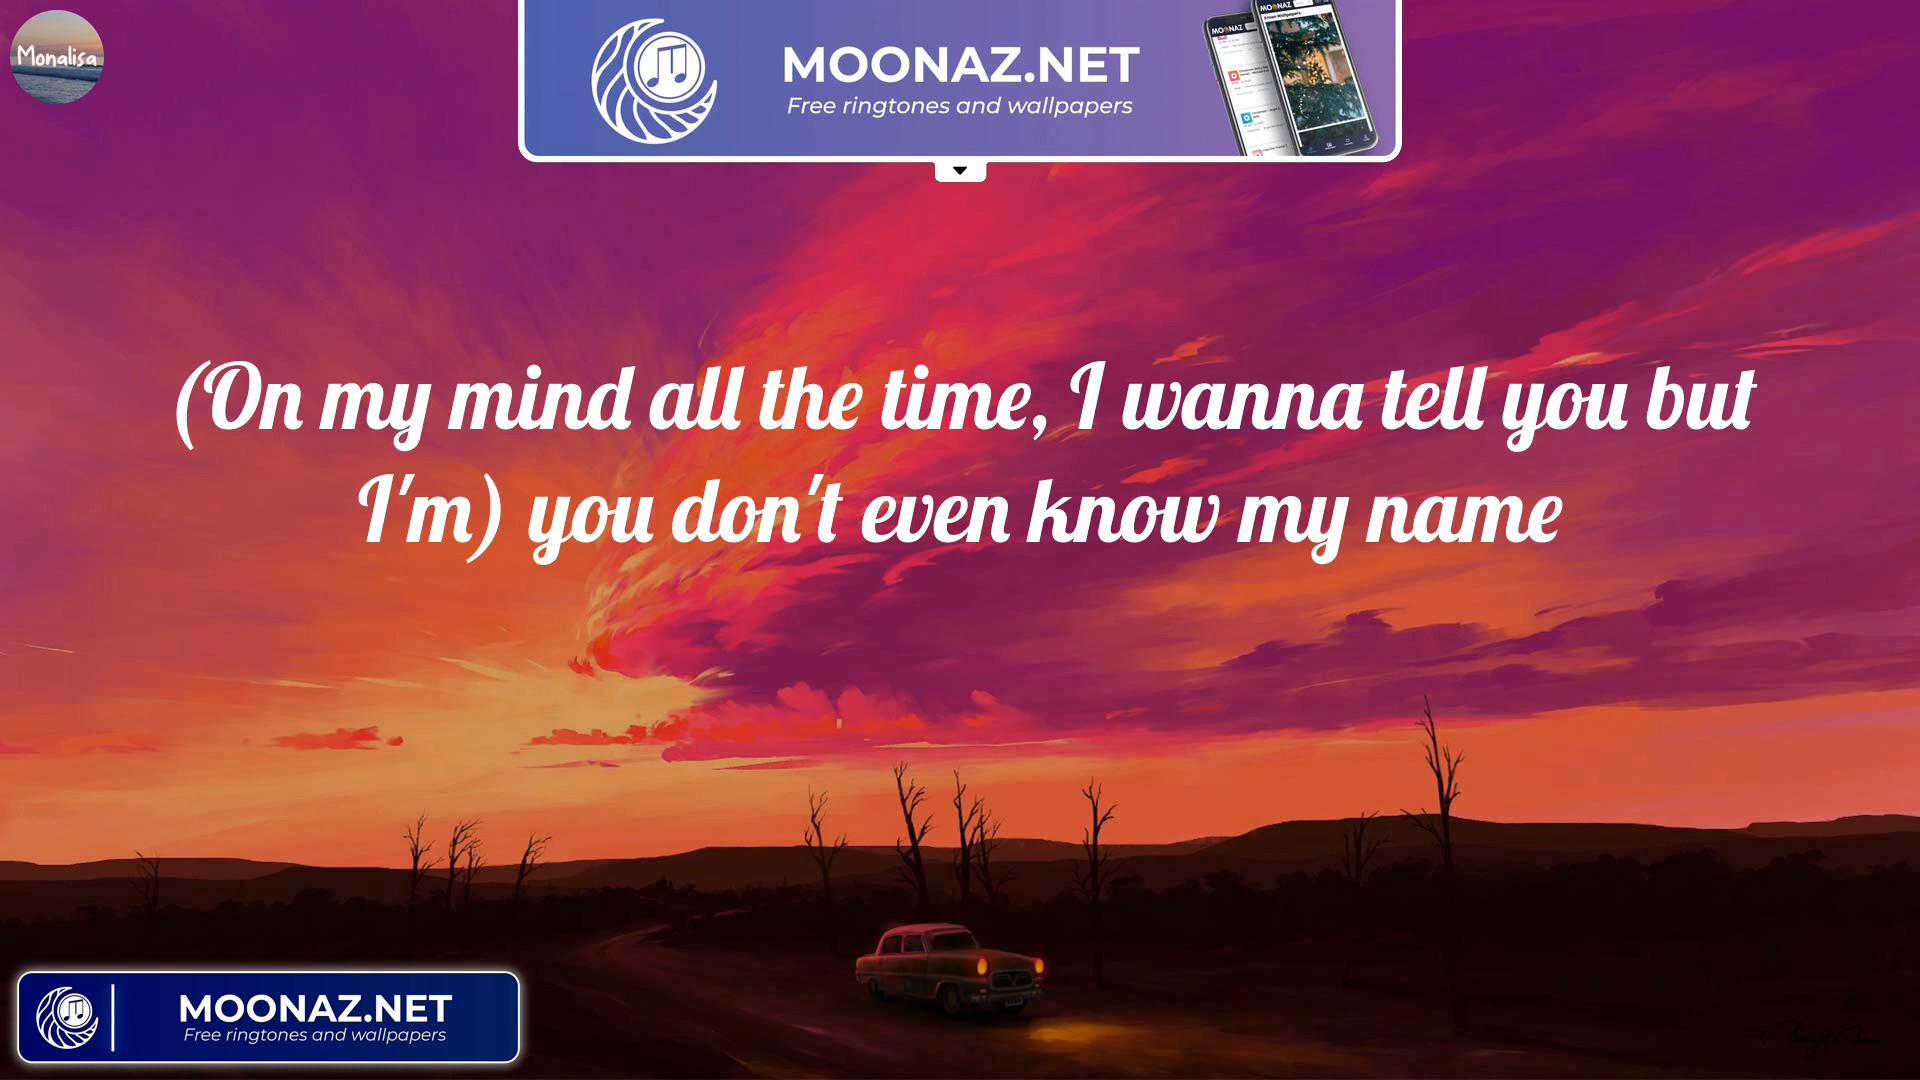 Monalisa
MOONAZ.NET
Free ringtones and wallpapers
(On my mind all the time, I wanna tell you but
I'm) you don't even know my name
MOONAZ.NET
Free ringtones and wallpapers